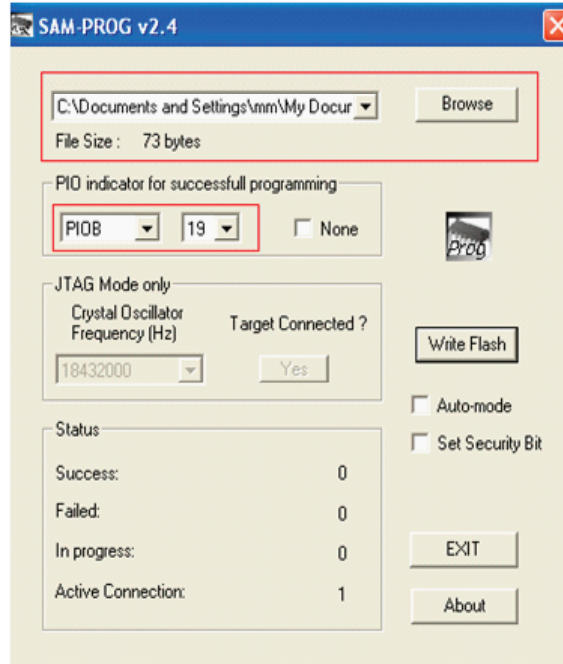 SAM-PROG v2.4
C:\Documents and Settings\mm\My Docur
Browse
File Size : 73 bytes
PIO indicator for successfull programming
PIOB
19
None
Prog
JTAG Mode only
Crystal Oscillator
Frequency (Hz)
Target Connected ?
18432000
Yes
Write Flash
Auto-mode
Set Security Bit
Status
Success: 0
Failed: 0
In progress: 0
Active Connection: 1
EXIT
About